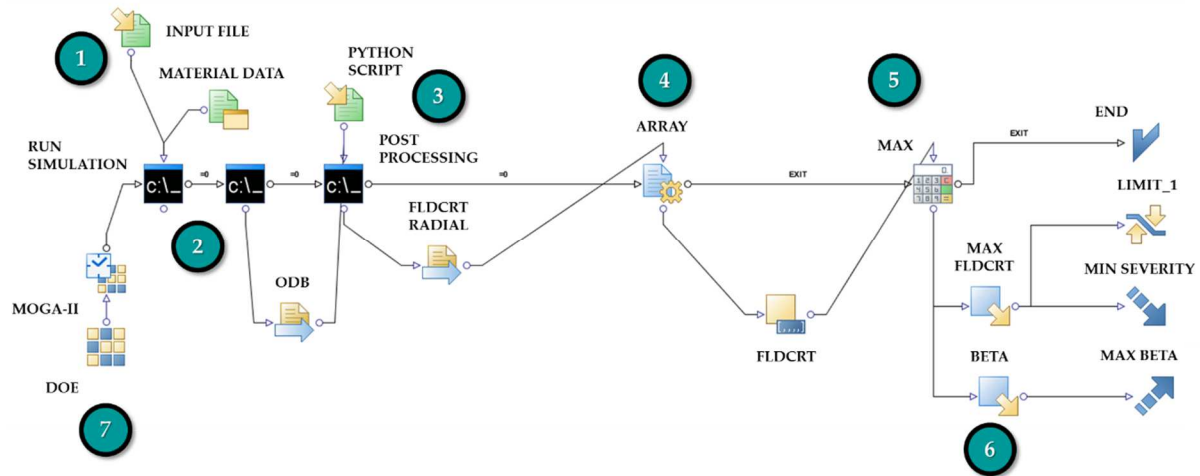 1
INPUT FILE
MATERIAL DATA
PYTHON
SCRIPT
3
4
ARRAY
5
MAX
EXIT
END
RUN
SIMULATION
C:\_
=0
C:\_
=0
POST
PROCESSING
C:\_
=0
EXIT
LIMIT_1
2
FLDCRT
RADIAL
MAX
FLDCRT
MIN SEVERITY
MOGA-II
ODB
FLDCRT
BETA
MAX BETA
DOE
7
6